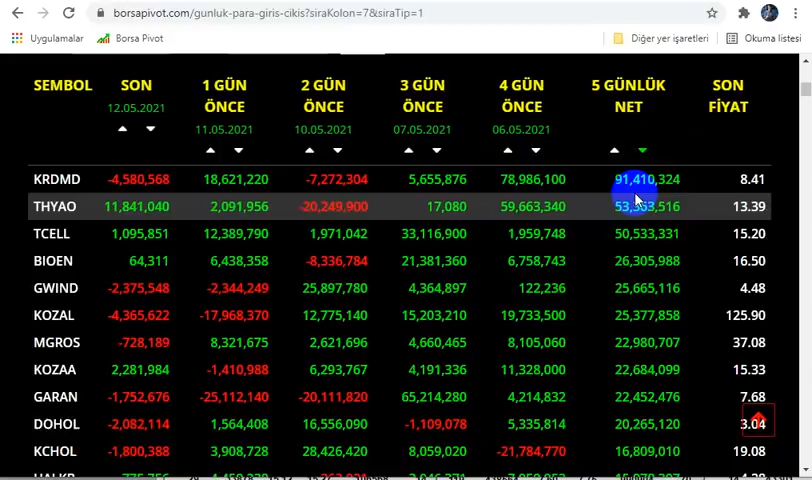 borsapivot.com/gunluk-para-giris-cikis?siraKolon=7&siraTip=1
Uygulamalar Borsa Pivot Diğer yer işaretleri Okuma listesi
SEMBOL SON 1 GÜN ÖNCE 2 GÜN ÖNCE 3 GÜN ÖNCE 4 GÜN ÖNCE 5 GÜNLÜK NET SON FİYAT
12.05.2021 11.05.2021 10.05.2021 07.05.2021 06.05.2021
KRDMD -4,580,568 18,621,220 -7,272,304 5,655,876 78,986,100 91,410,324 8.41
THYAO 11,841,040 2,091,956 -20,249,900 17,080 59,663,340 53,363,516 13.39
TCELL 1,095,851 12,389,790 1,971,042 33,116,900 1,959,748 50,533,331 15.20
BIOEN 64,311 6,438,358 -8,336,784 21,381,360 6,758,743 26,305,988 16.50
GWIND -2,375,548 -2,344,249 25,897,780 4,364,897 122,236 25,665,116 4.48
KOZAL -4,365,622 -17,968,370 12,775,140 15,203,210 19,733,500 25,377,858 125.90
MGROS -728,189 8,321,675 2,621,696 4,660,465 8,105,060 22,980,707 37.08
KOZAA 2,281,984 -1,410,988 6,293,767 4,191,336 11,328,000 22,684,099 15.33
GARAN -1,752,676 -25,112,140 -20,111,820 65,214,830 4,214,832 22,452,476 7.68
DOHOL -2,082,114 1,564,408 16,556,090 -1,109,078 5,335,814 20,265,120 3.04
KCHOL -1,800,388 3,908,728 28,426,420 8,059,020 -21,784,770 16,809,010 19.08